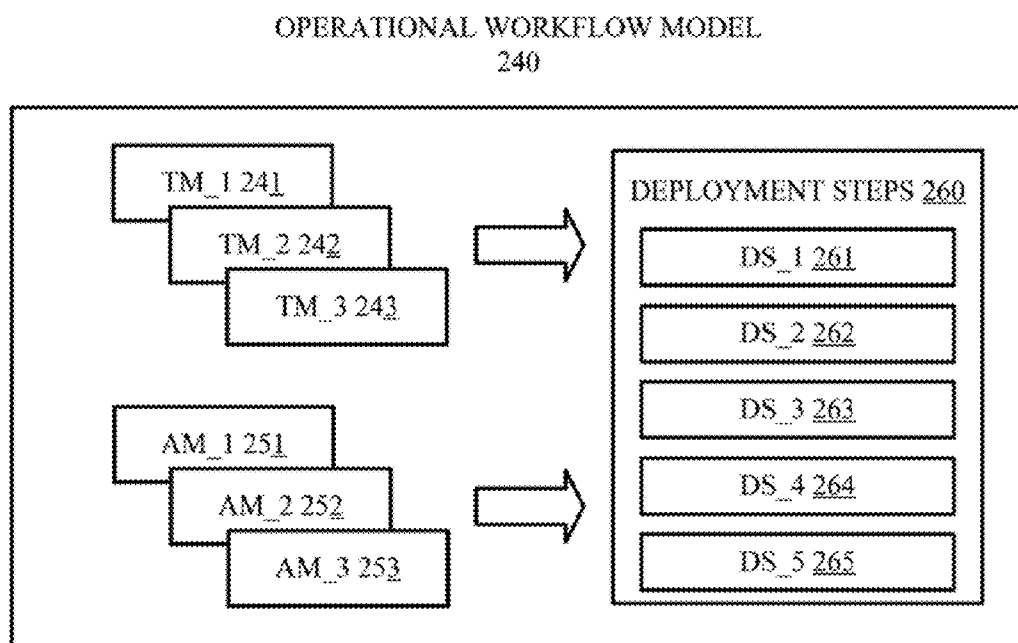 OPERATIONAL WORKFLOW MODEL
240
TM_1 241
TM_2 242
TM_3 243
AM_1 251
AM_2 252
AM_3 253
DEPLOYMENT STEPS 260
DS_1 261
DS_2 262
DS_3 263
DS_4 264
DS_5 265